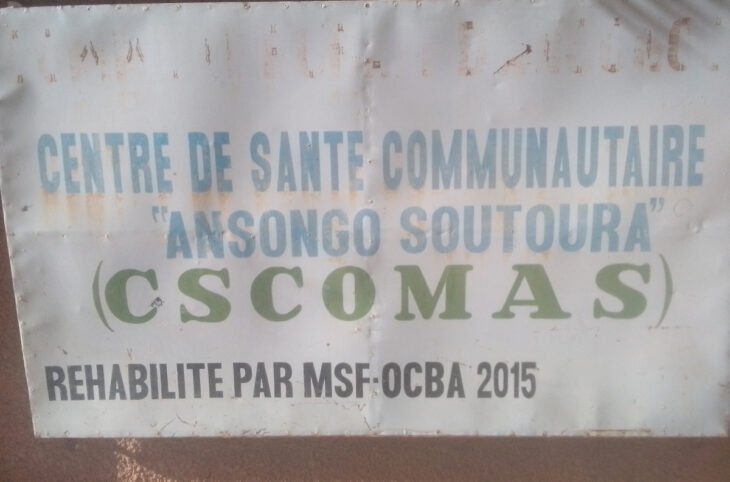 CENTRE DE SANTE COMMUNAUTAIRE
"ANSONGO SOUTOURA"
(CSCOMAS)
REHABILITE PAR MSF-OCBA 2015